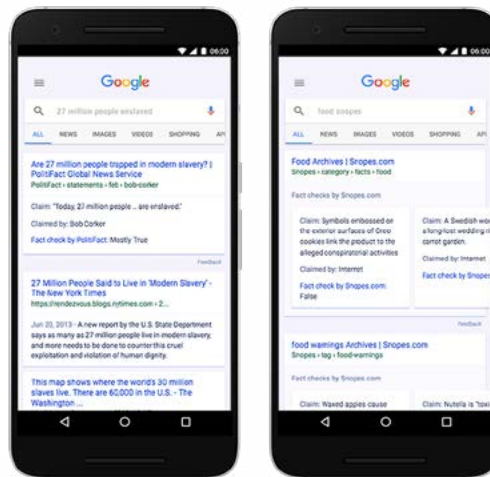 06:00
Google
27 million people enslaved
ALL NEWS IMAGES VIDEOS SHOPPING
Are 27 million people trapped in modern slavery? |
PolitiFact Global News Service
PolitiFact › statements › feb › bob-corker
Claim: "Today, 27 million people .. are enslaved."
Claimed by: Bob Corker
Fact check by PolitiFact: Mostly True
Feedback
27 Million People Said to Live in 'Modern Slavery' -
The New York Times
https://rendezvous.blogs.nytimes.com › 2...
Jun 20, 2013 - A new report by the U.S. State Department
says as many as 27 million people live in modern slavery,
and more needs to be done to counter this cruel
exploitation and violation of human dignity.
This map shows where the world's 30 million
slaves live. There are 60,000 in the U.S. - The
Washington ...
06:00
Google
food snopes
ALL NEWS IMAGES VIDEOS SHOPPING
Food Archives | Snopes.com
Snopes › category › facts › food
Fact checks by Snopes.com
Claim: Symbols embossed on
the exterior surfaces of Oreo
cookies link the product to the
alleged conspiratorial activities
Claimed by: Internet
Fact check by Snopes.com:
False
Claim: A Swedish
a long-lost wedding
carrot garden.
Claimed by: Internet
Fact check by
Feedback
food warnings Archives | Snopes.com
Snopes › tag › food-warnings
Fact checks by Snopes.com
Claim: Waxed apples cause
Claim: Nutella is